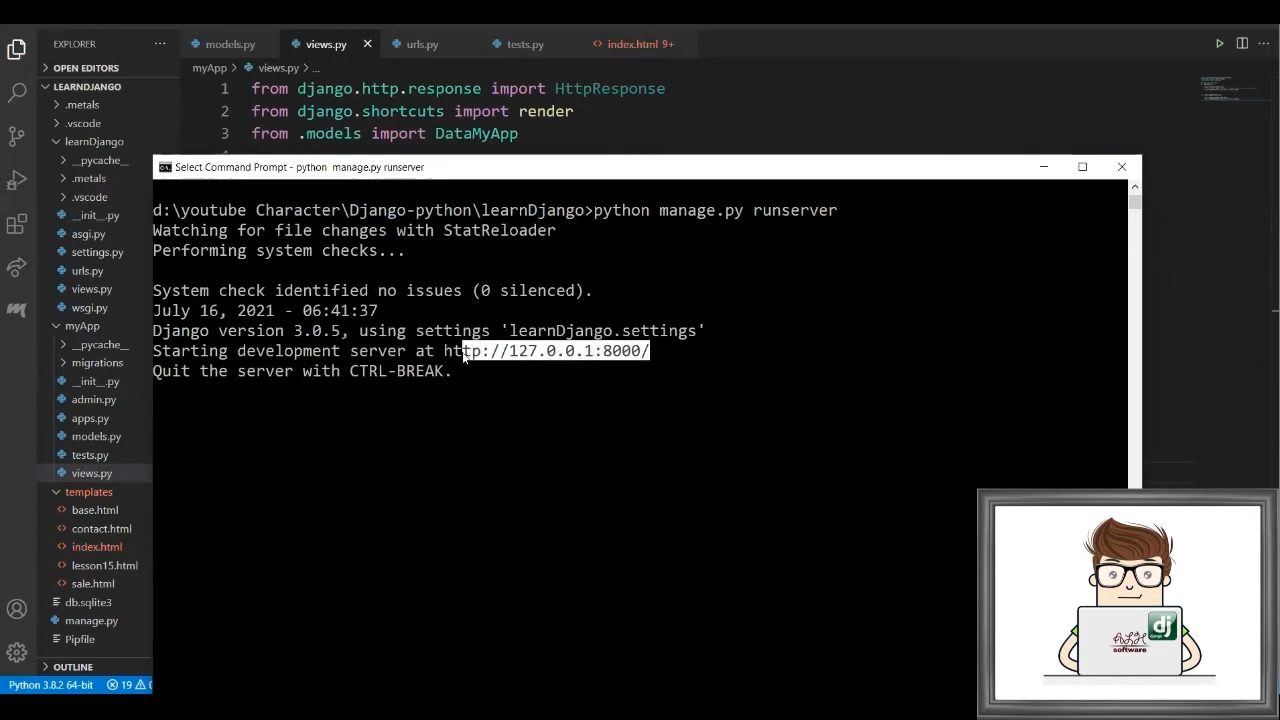 EXPLORER
OPEN EDITORS
LEARNDJANGO
.metals
.vscode
learnDjango
__pycache__
.metals
.vscode
__init__.py
asgi.py
settings.py
urls.py
views.py
wsgi.py
myApp
__pycache__
migrations
__init__.py
admin.py
apps.py
models.py
tests.py
views.py
templates
base.html
contact.html
index.html
lesson15.html
sale.html
db.sqlite3
manage.py
Pipfile
OUTLINE
Python 3.8.2 64-bit
19
models.py
views.py
urls.py
tests.py
index.html 9+
myApp > views.py > ...
1 from django.http.response import HttpResponse
2 from django.shortcuts import render
3 from .models import DataMyApp
Select Command Prompt - python manage.py runserver
d:\youtube Character\Django-python\learnDjango>python manage.py runserver
Watching for file changes with StatReloader
Performing system checks...
System check identified no issues (0 silenced).
July 16, 2021 - 06:41:37
Django version 3.0.5, using settings 'learnDjango.settings'
Starting development server at http://127.0.0.1:8000/
Quit the server with CTRL-BREAK.
dj
django
software